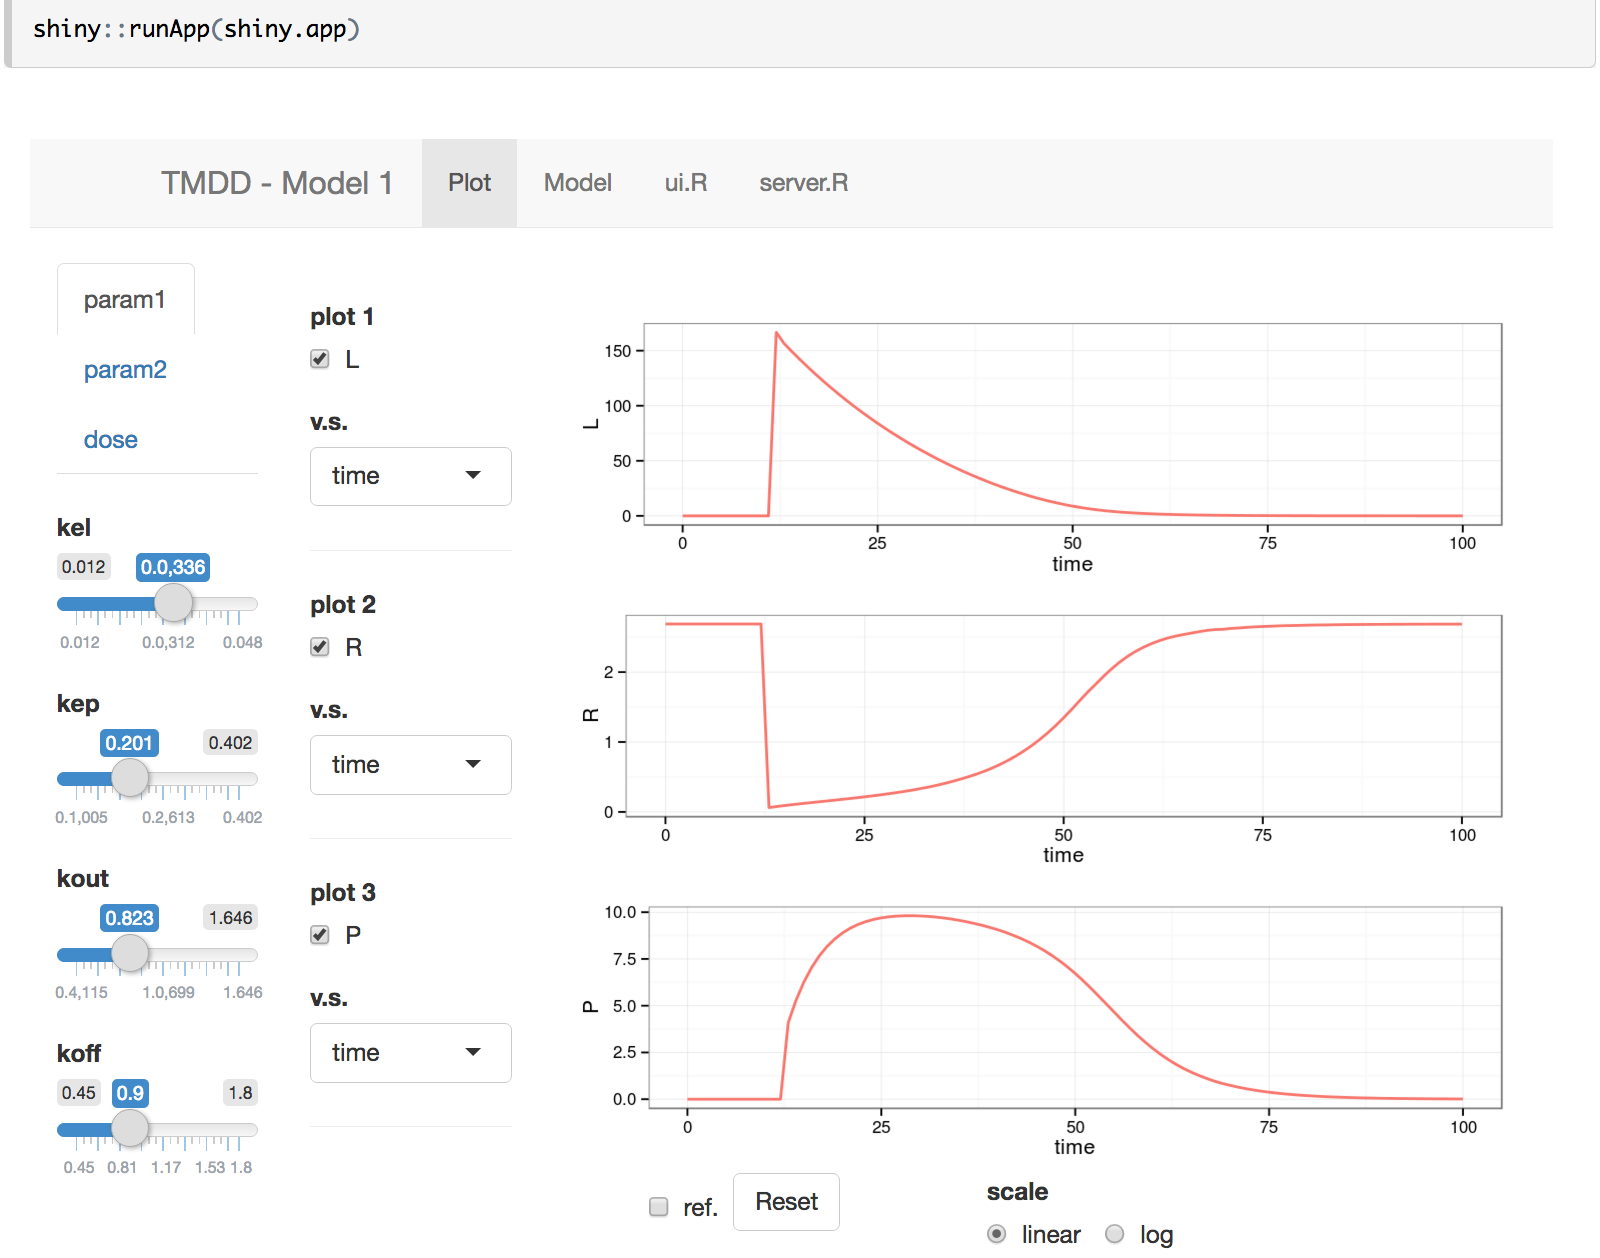 shiny::runApp(shiny.app)
TMDD - Model 1 Plot Model ui.R server.R
param1
param2
dose
kel
0.012 0.0,336
0.012 0.0,312 0.048
kep
0.201 0.402
0.1,005 0.2,613 0.402
kout
0.823 1.646
0.4,115 1.0,699 1.646
koff
0.45 0.9 1.8
0.45 0.81 1.17 1.53 1.8
plot 1
L
v.s.
time
plot 2
R
v.s.
time
plot 3
P
v.s.
time
150
100
50
0
L
0 25 50 75 100
time
2
1
0
R
0 25 50 75 100
time
10.0
7.5
5.0
2.5
0.0
P
0 25 50 75 100
time
ref. Reset
scale
linear log